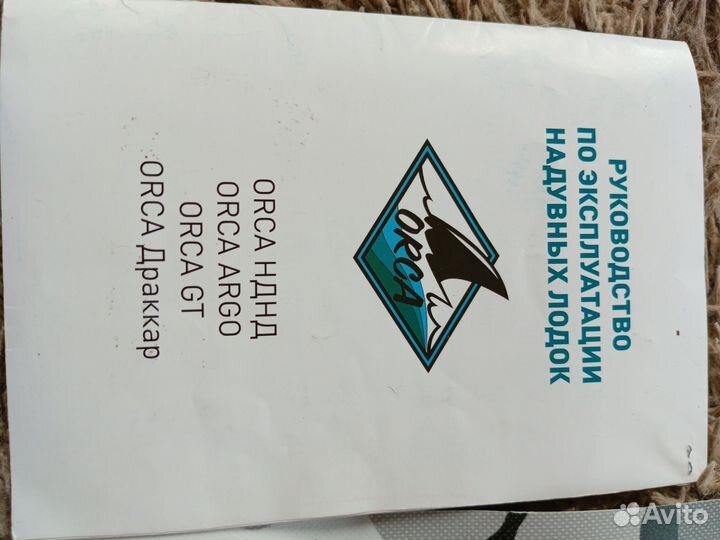 РУКОВОДСТВО
ПО ЭКСПЛУАТАЦИИ
НАДУВНЫХ ЛОДОК
ORCA
ORCA НДНД
ORCA ARGO
ORCA GT
ORCA Драккар
Avito